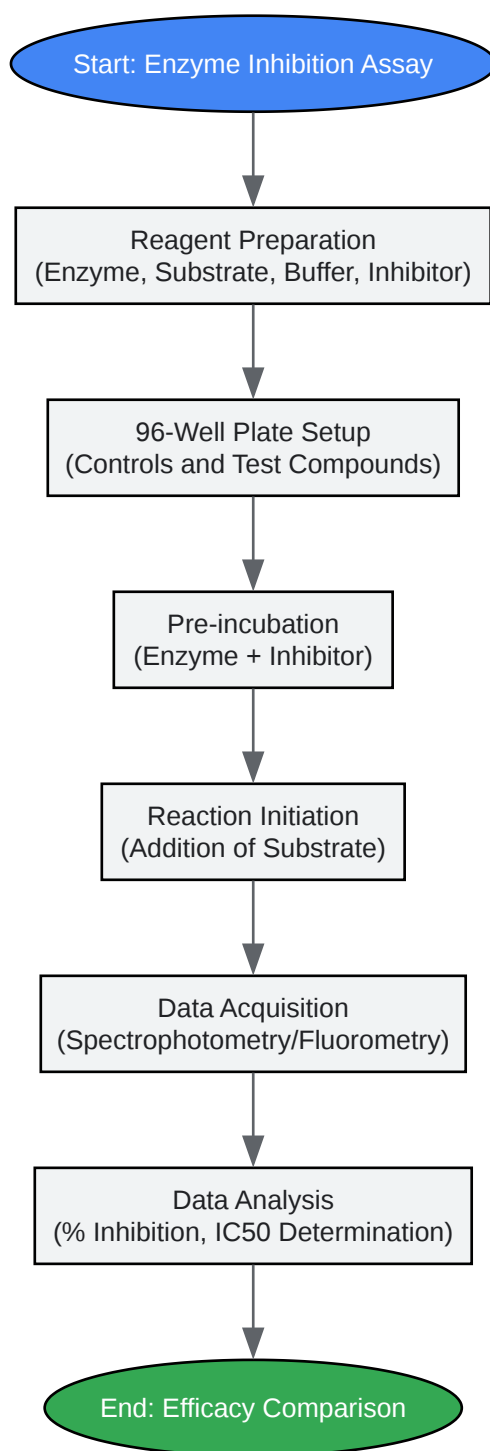 Start: Enzyme Inhibition Assay
Reagent Preparation
(Enzyme, Substrate, Buffer, Inhibitor)
96-Well Plate Setup
(Controls and Test Compounds)
Pre-incubation
(Enzyme + Inhibitor)
Reaction Initiation
(Addition of Substrate)
Data Acquisition
(Spectrophotometry/Fluorometry)
Data Analysis
(% Inhibition, IC50 Determination)
End: Efficacy Comparison